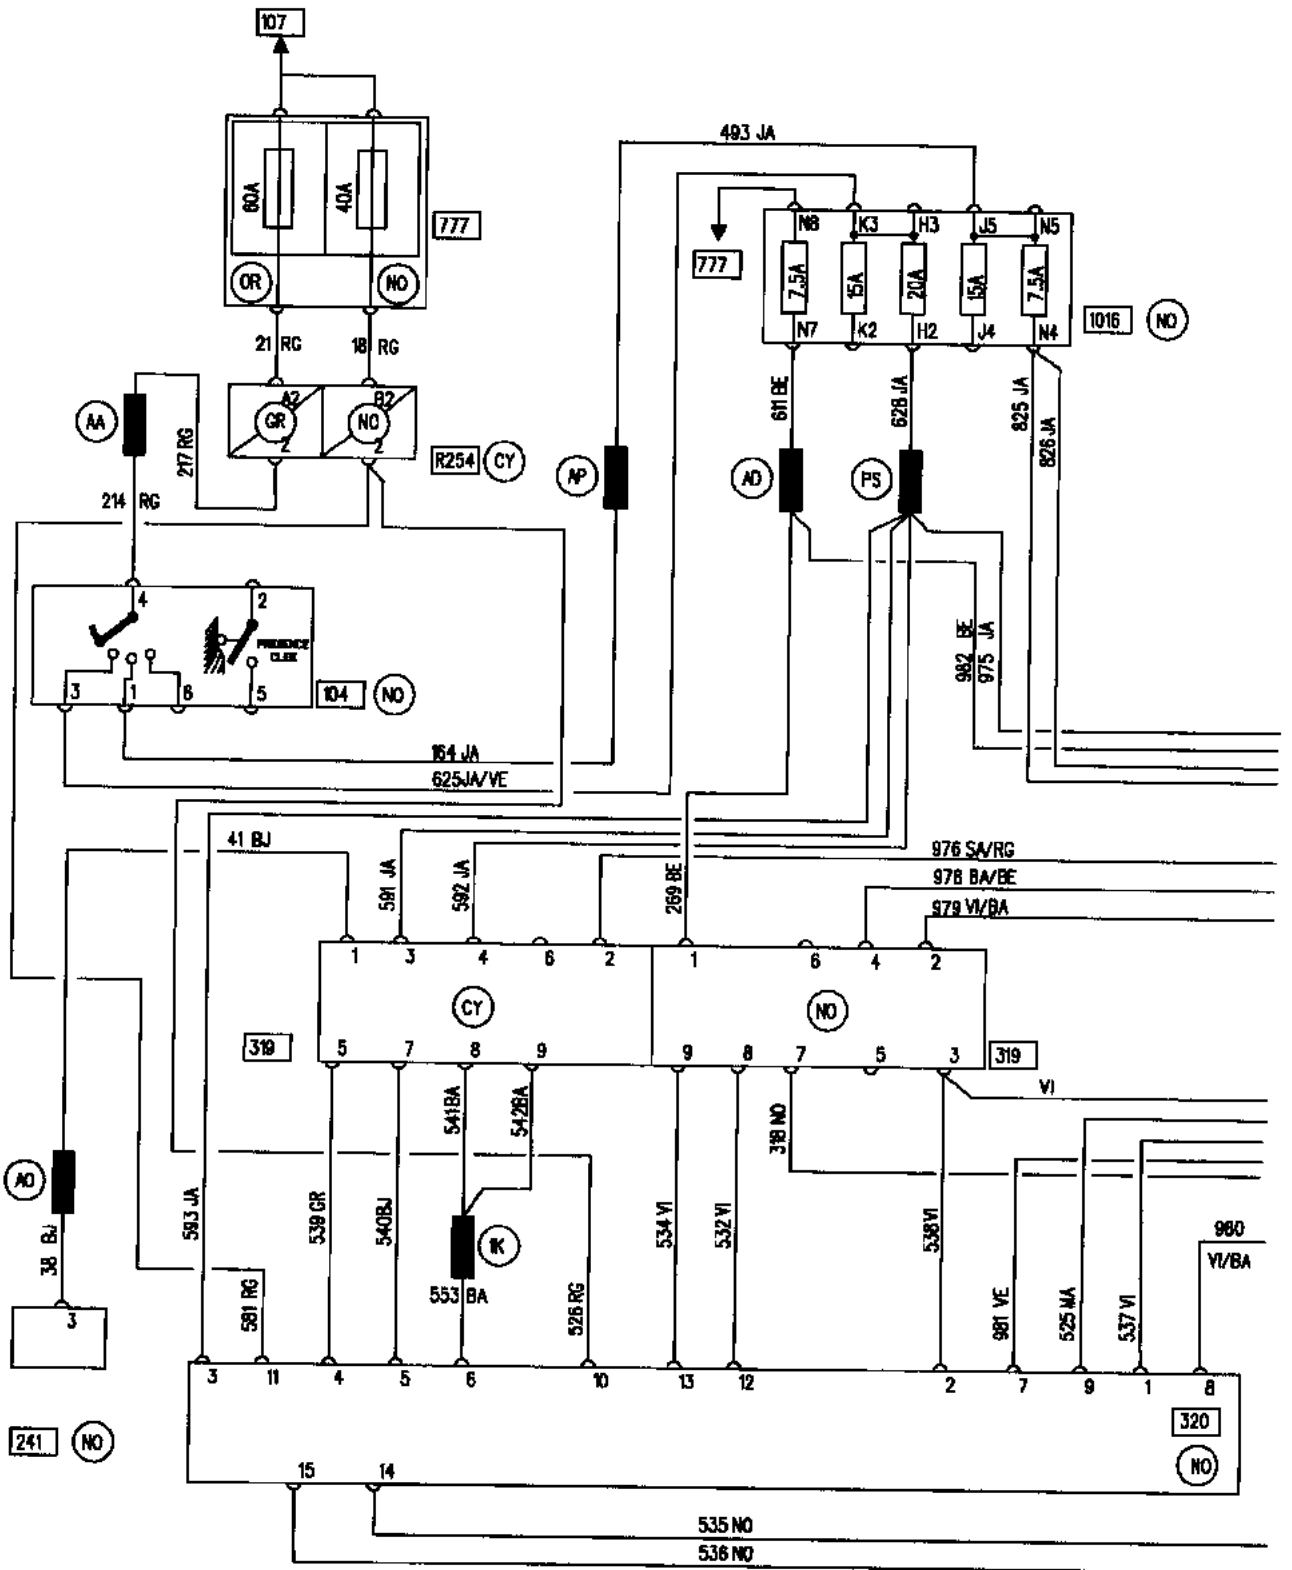 107
60A
40A
777
OR
NO
21 RG
18 RG
A2
B2
GR
NO
2
2
R254
CY
AA
217 RG
214 RG
493 JA
777
N8
K3
H3
J5
N5
7.5A
15A
20A
15A
7.5A
N7
K2
H2
J4
N4
1016
NO
611 BE
628 JA
825 JA
826 JA
AP
AD
PS
4
2
PRESENCE
CLEE
3
1
6
5
104
NO
982 BE
975 JA
164 JA
625JA/VE
41 BJ
591 JA
592 JA
269 BE
976 SA/RG
978 BA/BE
979 VI/BA
1
3
4
6
2
1
6
4
2
CY
NO
319
5
7
8
9
9
8
7
5
3
319
VI
541BA
542BA
318 NO
AO
38 BJ
593 JA
539 GR
540BJ
1K
553 BA
526 RG
534 VI
532 VI
538VI
981 VE
525 MA
537 VI
980
VI/BA
581 RG
3
3
11
4
5
6
10
13
12
2
7
9
1
8
320
NO
241
NO
15
14
535 NO
536 NO